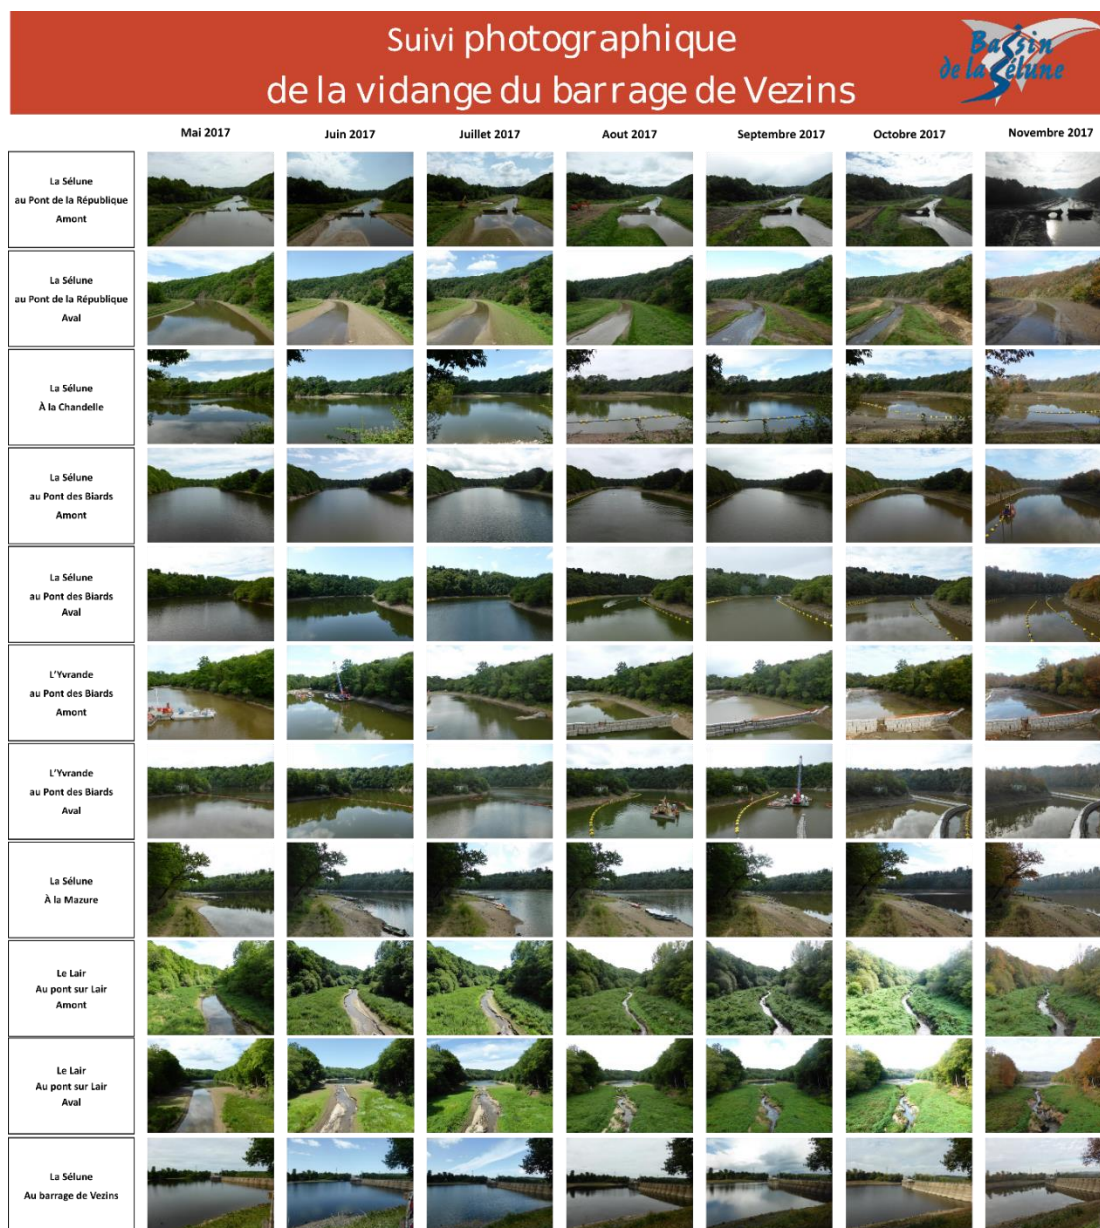 Suivi photographique
de la vidange du barrage de Vezins
Bassin
de la Sélune
Mai 2017
Juin 2017
Juillet 2017
Aout 2017
Septembre 2017
Octobre 2017
Novembre 2017
La Sélune
au Pont de la République
Amont
La Sélune
au Pont de la République
Aval
La Sélune
À la Chandelle
La Sélune
au Pont des Biards
Amont
La Sélune
au Pont des Biards
Aval
L'Yvrande
au Pont des Biards
Amont
L'Yvrande
au Pont des Biards
Aval
La Sélune
À la Mazure
Le Lair
Au pont sur Lair
Amont
Le Lair
Au pont sur Lair
Aval
La Sélune
Au barrage de Vezins